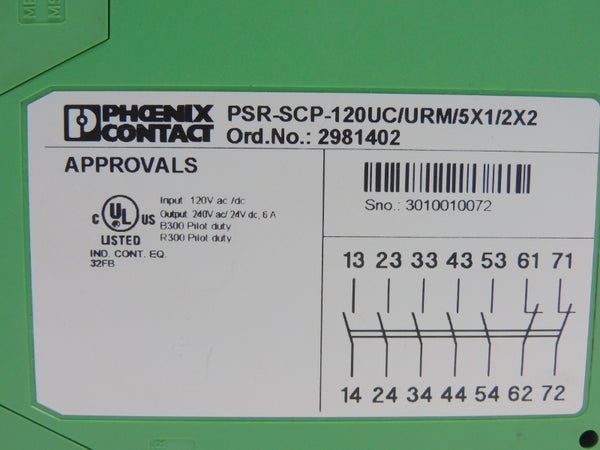 PHOENIX
CONTACT
PSR-SCP-120UC/URM/5X1/2X2
Ord.No.: 2981402
APPROVALS
C UL US
LISTED
IND. CONT. EQ.
32FB
Input 120V ac /dc
Output 240V ac/ 24V dc, 6 A
B300 Pilot duty
R300 Pilot duty
Sno.: 3010010072
13 23 33 43 53 61 71
14 24 34 44 54 62 72